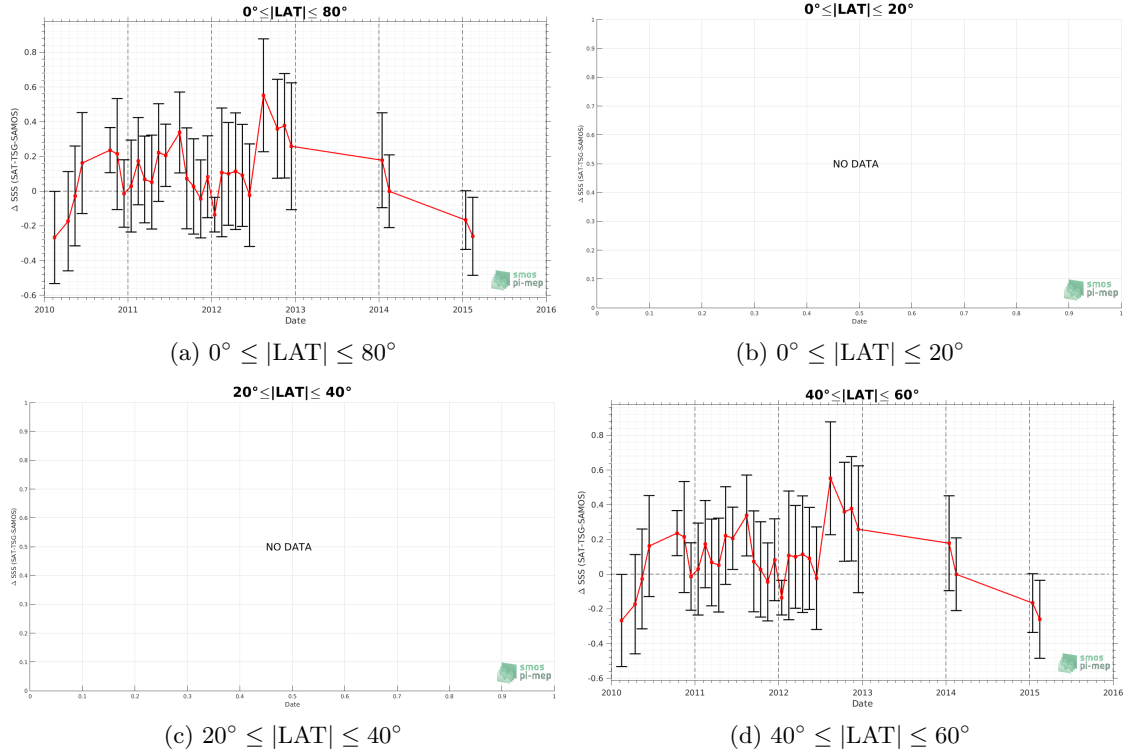 0°≤|LAT|≤ 80°
Δ SSS (SAT-TSG-SAMOS)
0.8
0.6
0.4
0.2
0
-0.2
-0.4
-0.6
2010 2011 2012 2013 2014 2015 2016
Date
smos
pi-mep
(a) 0° ≤ |LAT| ≤ 80°
0°≤|LAT|≤ 20°
Δ SSS (SAT-TSG-SAMOS)
1
0.9
0.8
0.7
0.6
0.5
0.4
0.3
0.2
0.1
0
NO DATA
0 0.1 0.2 0.3 0.4 0.5 0.6 0.7 0.8 0.9 1
Date
smos
pi-mep
(b) 0° ≤ |LAT| ≤ 20°
20°≤|LAT|≤ 40°
Δ SSS (SAT-TSG-SAMOS)
1
0.9
0.8
0.7
0.6
0.5
0.4
0.3
0.2
0.1
0
NO DATA
0 0.1 0.2 0.3 0.4 0.5 0.6 0.7 0.8 0.9 1
Date
smos
pi-mep
(c) 20° ≤ |LAT| ≤ 40°
40°≤|LAT|≤ 60°
Δ SSS (SAT-TSG-SAMOS)
0.8
0.6
0.4
0.2
0
-0.2
-0.4
-0.6
2010 2011 2012 2013 2014 2015 2016
Date
smos
pi-mep
(d) 40° ≤ |LAT| ≤ 60°